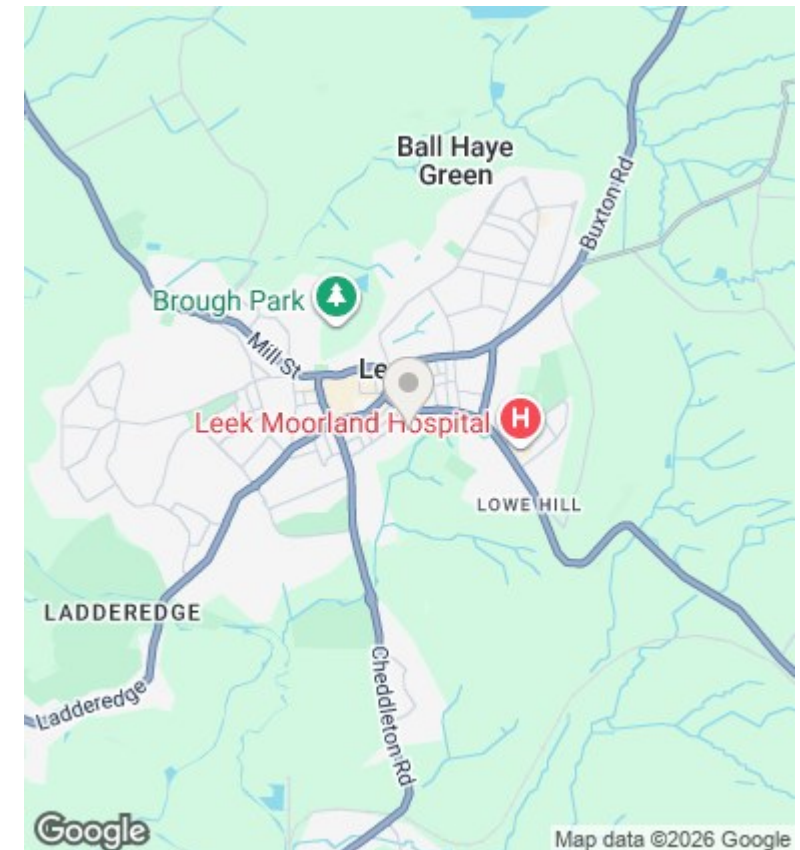 Ball Haye
Green
Buxton Rd
Brough Park
Mill St
Le
Leek Moorland Hospital
H
LOWE HILL
LADDEREDGE
Ladderedge
Cheddleton Rd
Google
Map data ©2026 Google